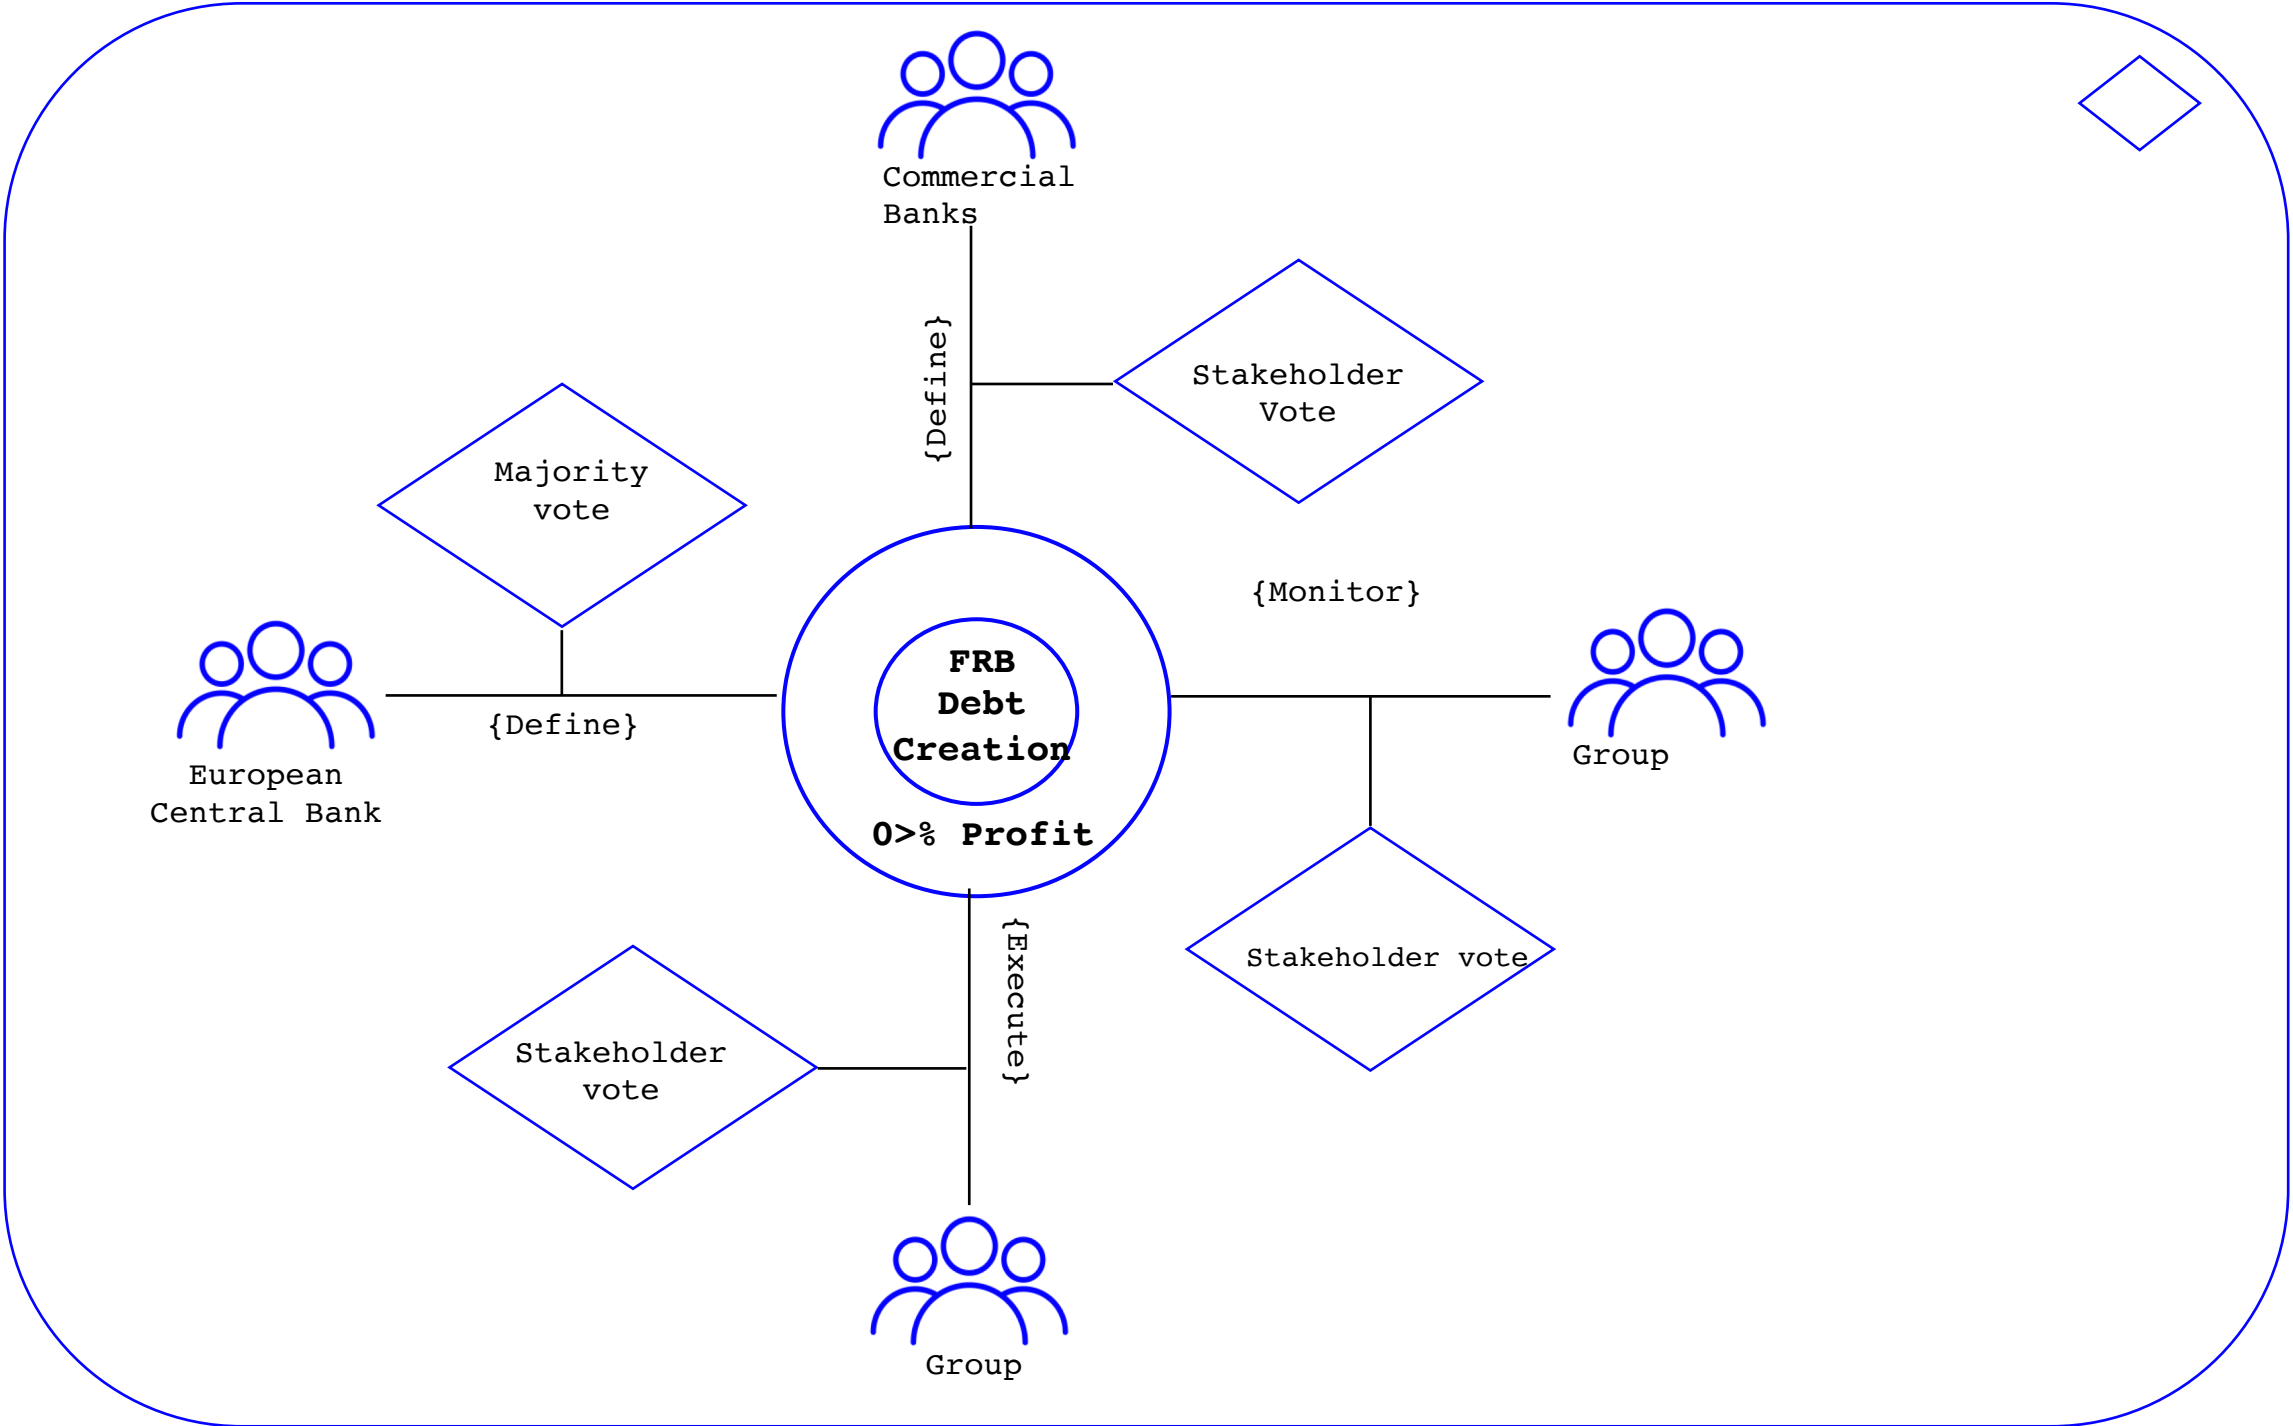 Commercial
Banks
{Define}
Stakeholder
Vote
Majority
vote
{Monitor}
FRB
Debt
Creation
0>% Profit
{Define}
European
Central Bank
Group
{Execute}
Stakeholder vote
Stakeholder
vote
Group